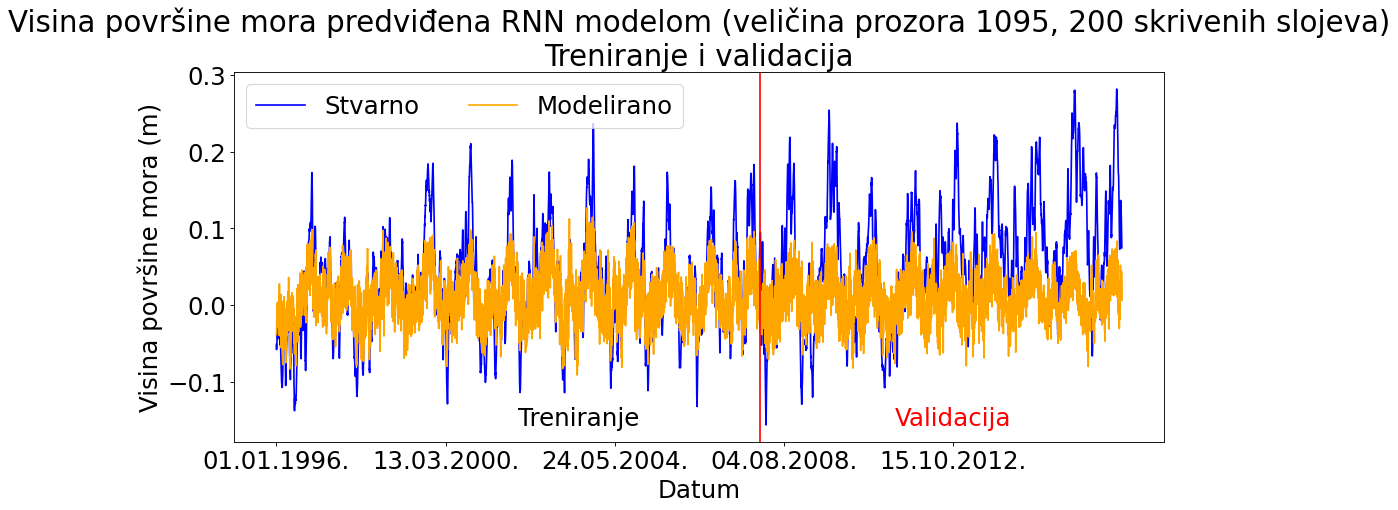 Visina površine mora predviđena RNN modelom (veličina prozora 1095, 200 skrivenih slojeva)
Treniranje i validacija
Stvarno
Modelirano
Visina površine mora (m)
0.3
0.2
0.1
0.0
−0.1
Treniranje
Validacija
01.01.1996.
13.03.2000.
24.05.2004.
04.08.2008.
15.10.2012.
Datum